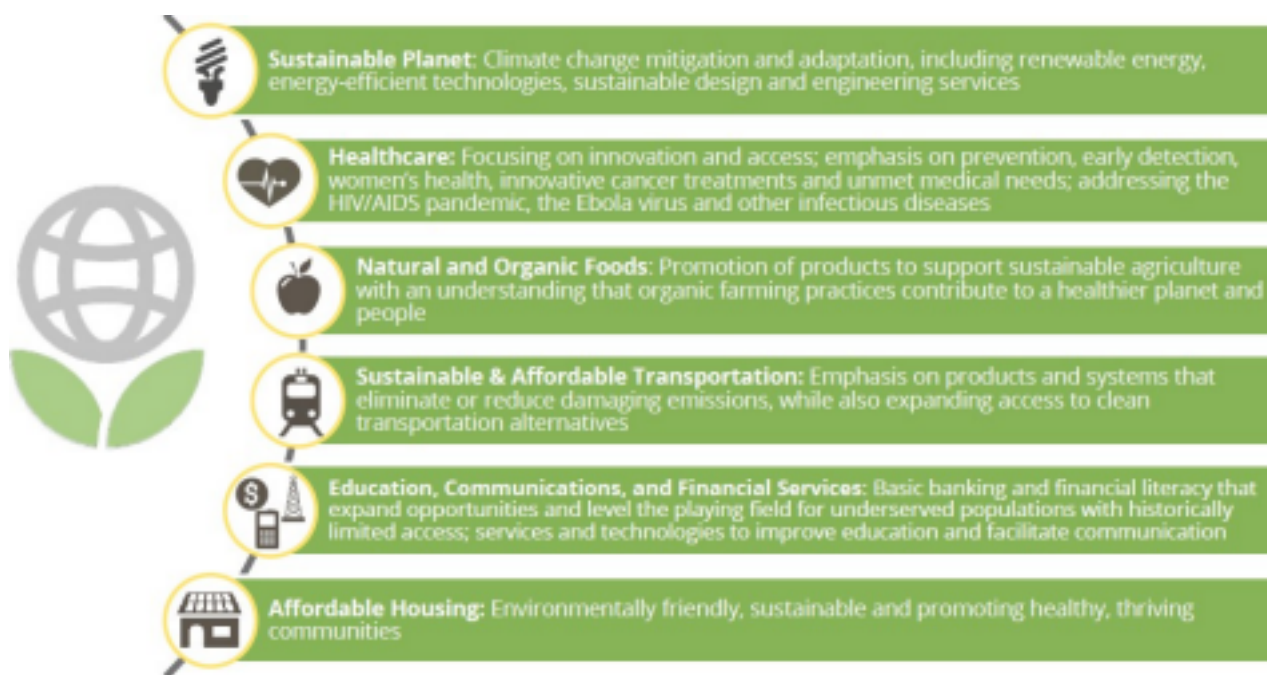 Sustainable Planet: Climate change mitigation and adaptation, including renewable energy,
energy-efficient technologies, sustainable design and engineering services
Healthcare: Focusing on innovation and access; emphasis on prevention, early detection,
women's health, innovative cancer treatments and unmet medical needs; addressing the
HIV/AIDS pandemic, the Ebola virus and other infectious diseases
Natural and Organic Foods: Promotion of products to support sustainable agriculture
with an understanding that organic farming practices contribute to a healthier planet and
people
Sustainable & Affordable Transportation: Emphasis on products and systems that
eliminate or reduce damaging emissions, while also expanding access to clean
transportation alternatives
$
Education, Communications, and Financial Services: Basic banking and financial literacy that
expand opportunities and level the playing field for underserved populations with historically
limited access; services and technologies to improve education and facilitate communication
Affordable Housing: Environmentally friendly, sustainable and promoting healthy, thriving
communities